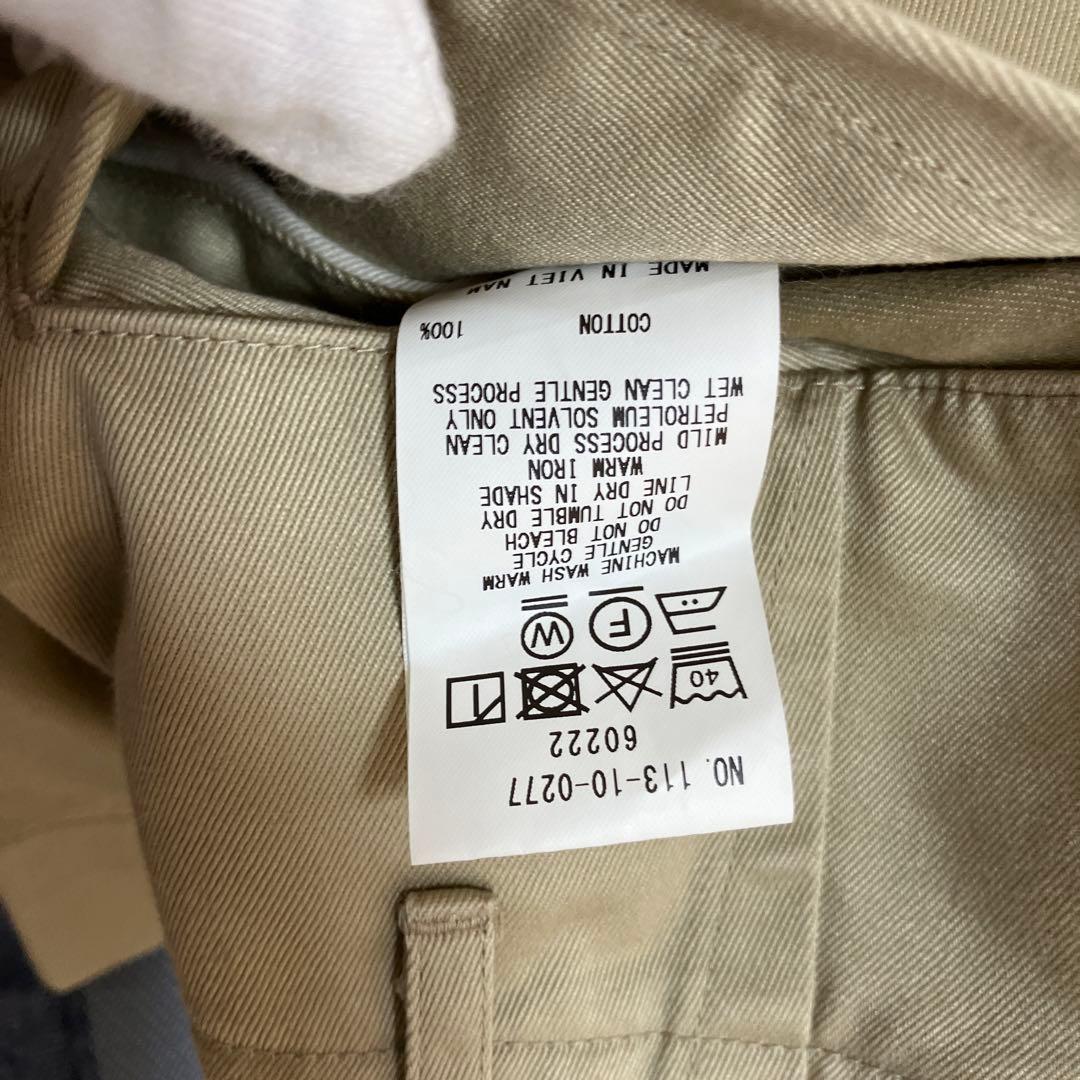 NO. 113-10-0277
60222
40
F W
MACHINE WASH WARM
GENTLE CYCLE
DO NOT BLEACH
DO NOT TUMBLE DRY
LINE DRY IN SHADE
WARM IRON
MILD PROCESS DRY CLEAN
PETROLEUM SOLVENT ONLY
WET CLEAN GENTLE PROCESS
COTTON 100%
MADE IN VIET NAM